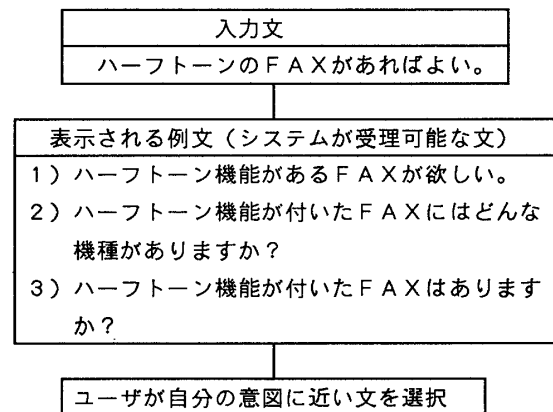 入力文
ハーフトーンのＦＡＸがあればよい。
表示される例文（システムが受理可能な文）
１）ハーフトーン機能があるＦＡＸが欲しい。
２）ハーフトーン機能が付いたＦＡＸにはどんな
機種がありますか？
３）ハーフトーン機能が付いたＦＡＸはあります
か？
ユーザが自分の意図に近い文を選択